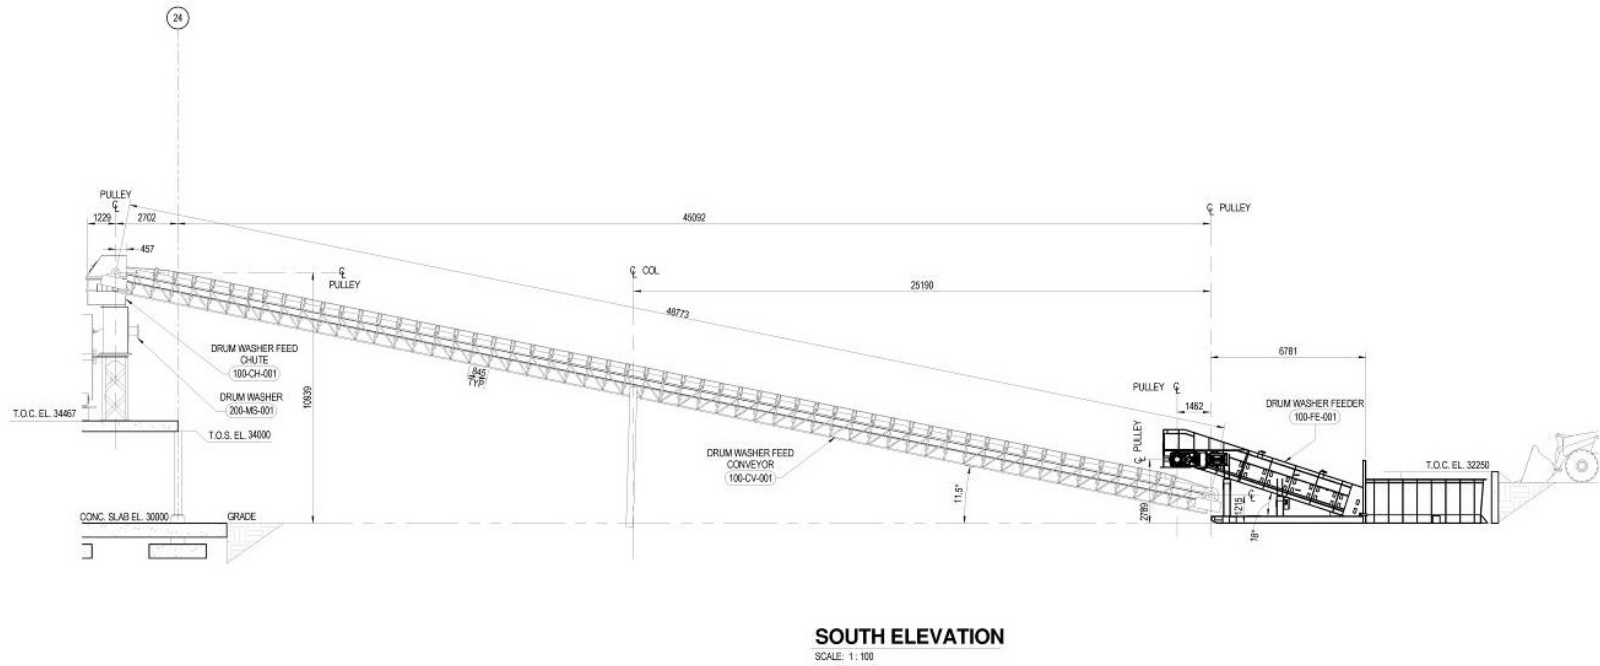 24
PULLEY
℄
1229
2702
45092
℄ PULLEY
457
℄
PULLEY
℄ COL
25190
48773
6781
DRUM WASHER FEED
CHUTE
100-CH-001
DRUM WASHER
200-MS-001
10939
845
TYP.
PULLEY ℄
1462
DRUM WASHER FEEDER
100-FE-001
T.O.C. EL. 34467
T.O.S. EL. 34000
℄ PULLEY
DRUM WASHER FEED
CONVEYOR
100-CV-001
T.O.C. EL. 32250
11.5°
2789
1215
℄
18°
CONC. SLAB EL. 30000
GRADE
SOUTH ELEVATION
SCALE: 1 : 100